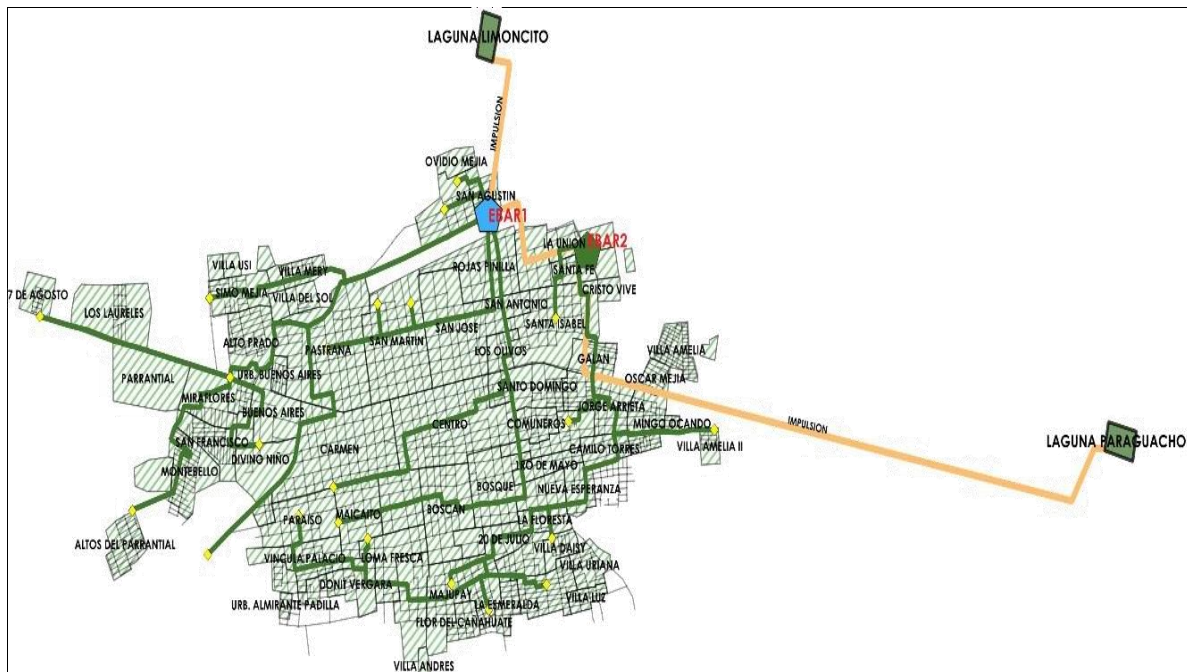 LAGUNA LIMONCITO
IMPULSION
OVIDIO MEJIA
SAN AGUSTIN
EBAR1
LA UNION
EBAR2
VILLA USI
VILLA MERY
ROJAS PINILLA
SANTA FE
SIMO MEJIA
VILLA DEL SOL
CRISTO VIVE
7 DE AGOSTO
LOS LAURELES
SAN ANTONIO
SAN JOSE
SANTA ISABEL
ALTO PRADO
SAN MARTIN
PASTRANA
LOS OLIVOS
GALAN
VILLA AMELIA
PARRANTIAL
URB. BUENOS AIRES
SANTO DOMINGO
OSCAR MEJIA
MIRAFLORES
BUENOS AIRES
JORGE ARRIETA
CENTRO
COMUNEROS
MINGO OCANDO
IMPULSION
SAN FRANCISCO
DIVINO NIÑO
CARMEN
CAMILO TORRES
VILLA AMELIA II
LAGUNA PARAGUACHO
MONTEBELLO
1RO DE MAYO
BOSQUE
NUEVA ESPERANZA
PARAISO
MAICAITO
BOSCAN
LA FLORESTA
ALTOS DEL PARRANTIAL
20 DE JULIO
VILLA DAISY
VINCULA PALACIO
LOMA FRESCA
VILLA URIANA
DONIT VERGARA
MAJUPAY
VILLA LUZ
URB. ALMIRANTE PADILLA
LA ESMERALDA
FLOR DEL CAÑAHUATE
VILLA ANDRES